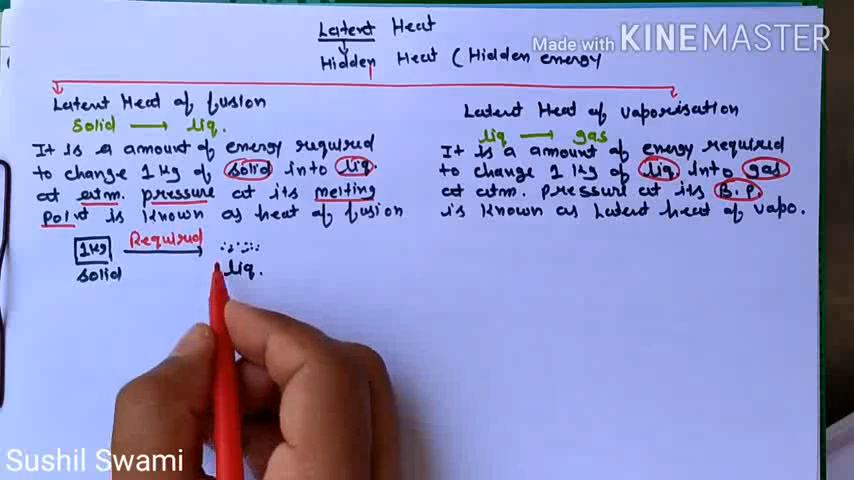 Latent Heat
Hidden Heat (Hidden energy
Made with KINEMASTER
Latent Heat of fusion
Solid → liq.
It is a amount of energy required
to change 1 Kg of solid into liq.
at atm. pressure at its melting
point is known as heat of fusion
1Kg Required
Solid liq.
Latent Heat of vaporisation
liq → gas
It is a amount of energy required
to change 1 Kg of liq. into gas
at atm. pressure at its B.P.
is known as Latent heat of vapo.
Sushil Swami